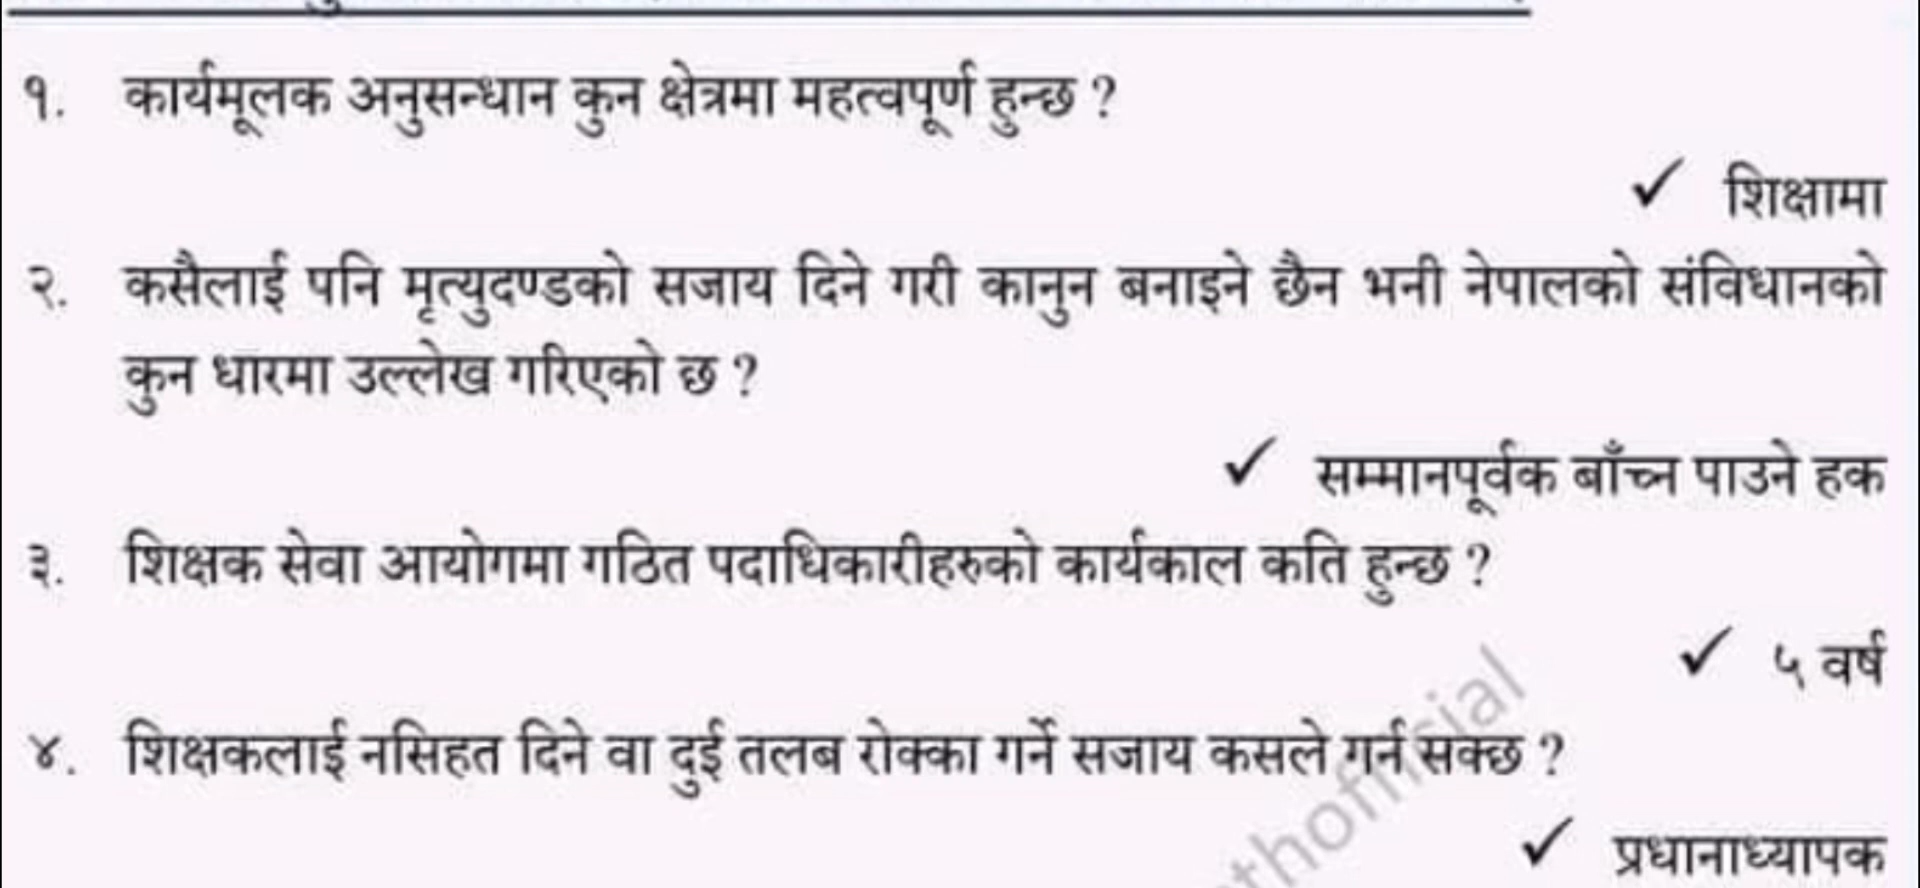 १. कार्यमूलक अनुसन्धान कुन क्षेत्रमा महत्वपूर्ण हुन्छ ?
✓ शिक्षामा
२. कसैलाई पनि मृत्युदण्डको सजाय दिने गरी कानुन बनाइने छैन भनी नेपालको संविधानको
कुन धारमा उल्लेख गरिएको छ ?
✓ सम्मानपूर्वक बाँच्न पाउने हक
३. शिक्षक सेवा आयोगमा गठित पदाधिकारीहरुको कार्यकाल कति हुन्छ ?
✓ ५ वर्ष
४. शिक्षकलाई नसिहत दिने वा दुई तलब रोक्का गर्ने सजाय कसले गर्न सक्छ ?
✓ प्रधानाध्यापक